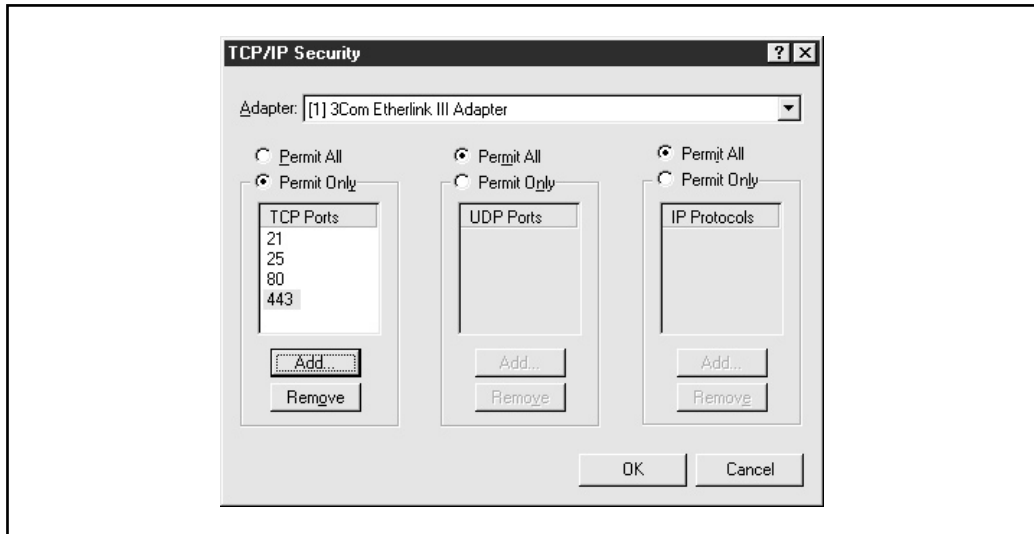 TCP/IP Security
Adapter: [1] 3Com Etherlink III Adapter
Permit All Permit All Permit All
Permit Only Permit Only Permit Only
TCP Ports UDP Ports IP Protocols
21
25
80
443
Add... Add... Add...
Remove Remove Remove
OK Cancel